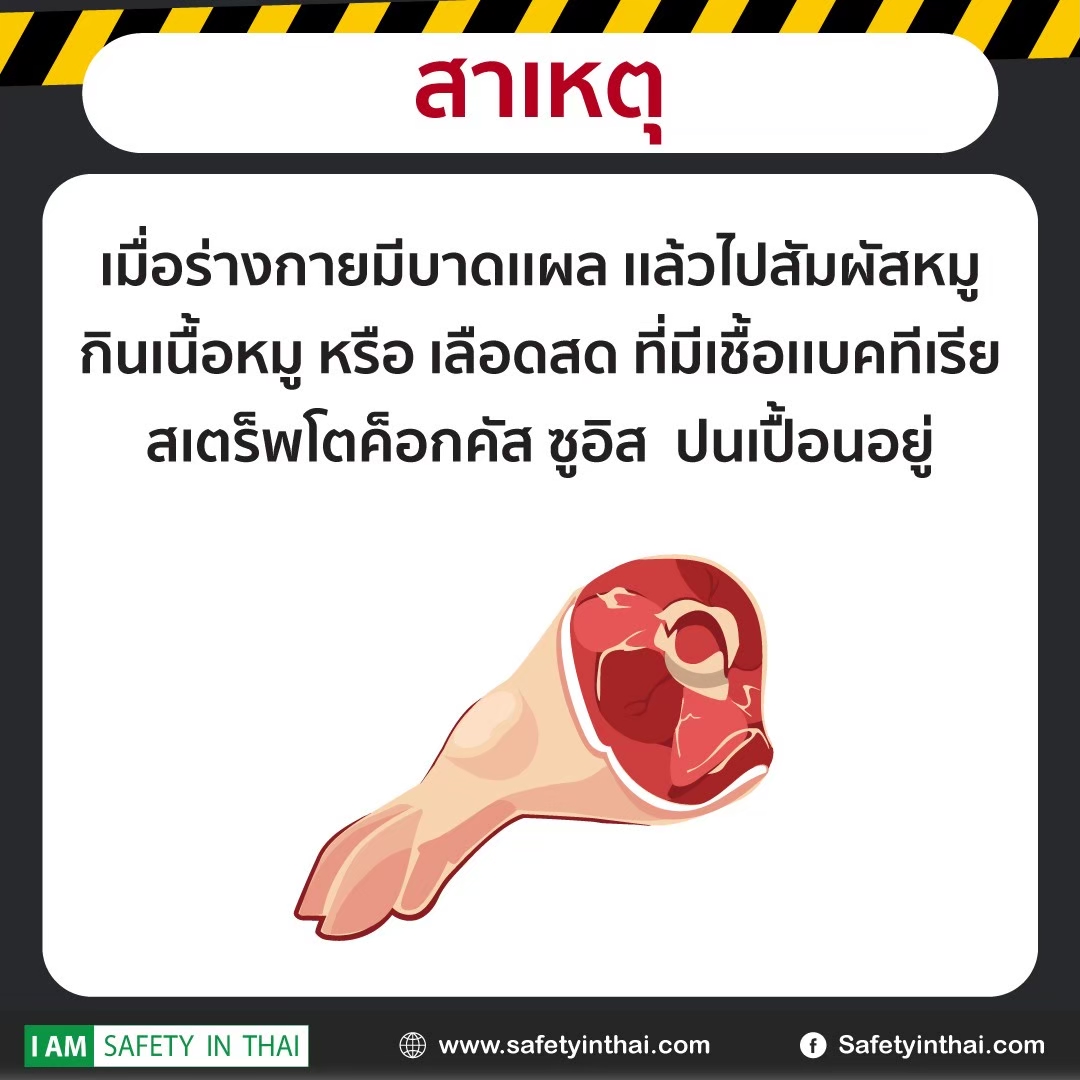 สาเหตุ
เมื่อร่างกายมีบาดแผล แล้วไปสัมผัสหมู
กินเนื้อหมู หรือ เลือดสด ที่มีเชื้อแบคทีเรีย
สเตร็พโตค็อกคัส ซูอิส ปนเปื้อนอยู่
I AM SAFETY IN THAI
www.safetyinthai.com
Safetyinthai.com